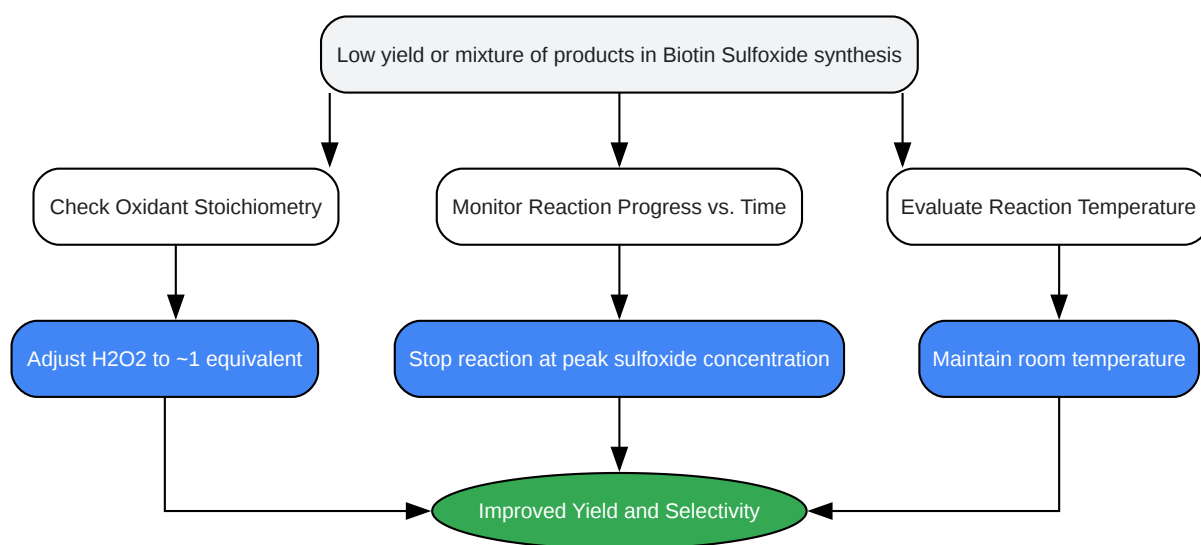 Low yield or mixture of products in Biotin Sulfoxide synthesis
Check Oxidant Stoichiometry
Monitor Reaction Progress vs. Time
Evaluate Reaction Temperature
Adjust H2O2 to ~1 equivalent
Stop reaction at peak sulfoxide concentration
Maintain room temperature
Improved Yield and Selectivity